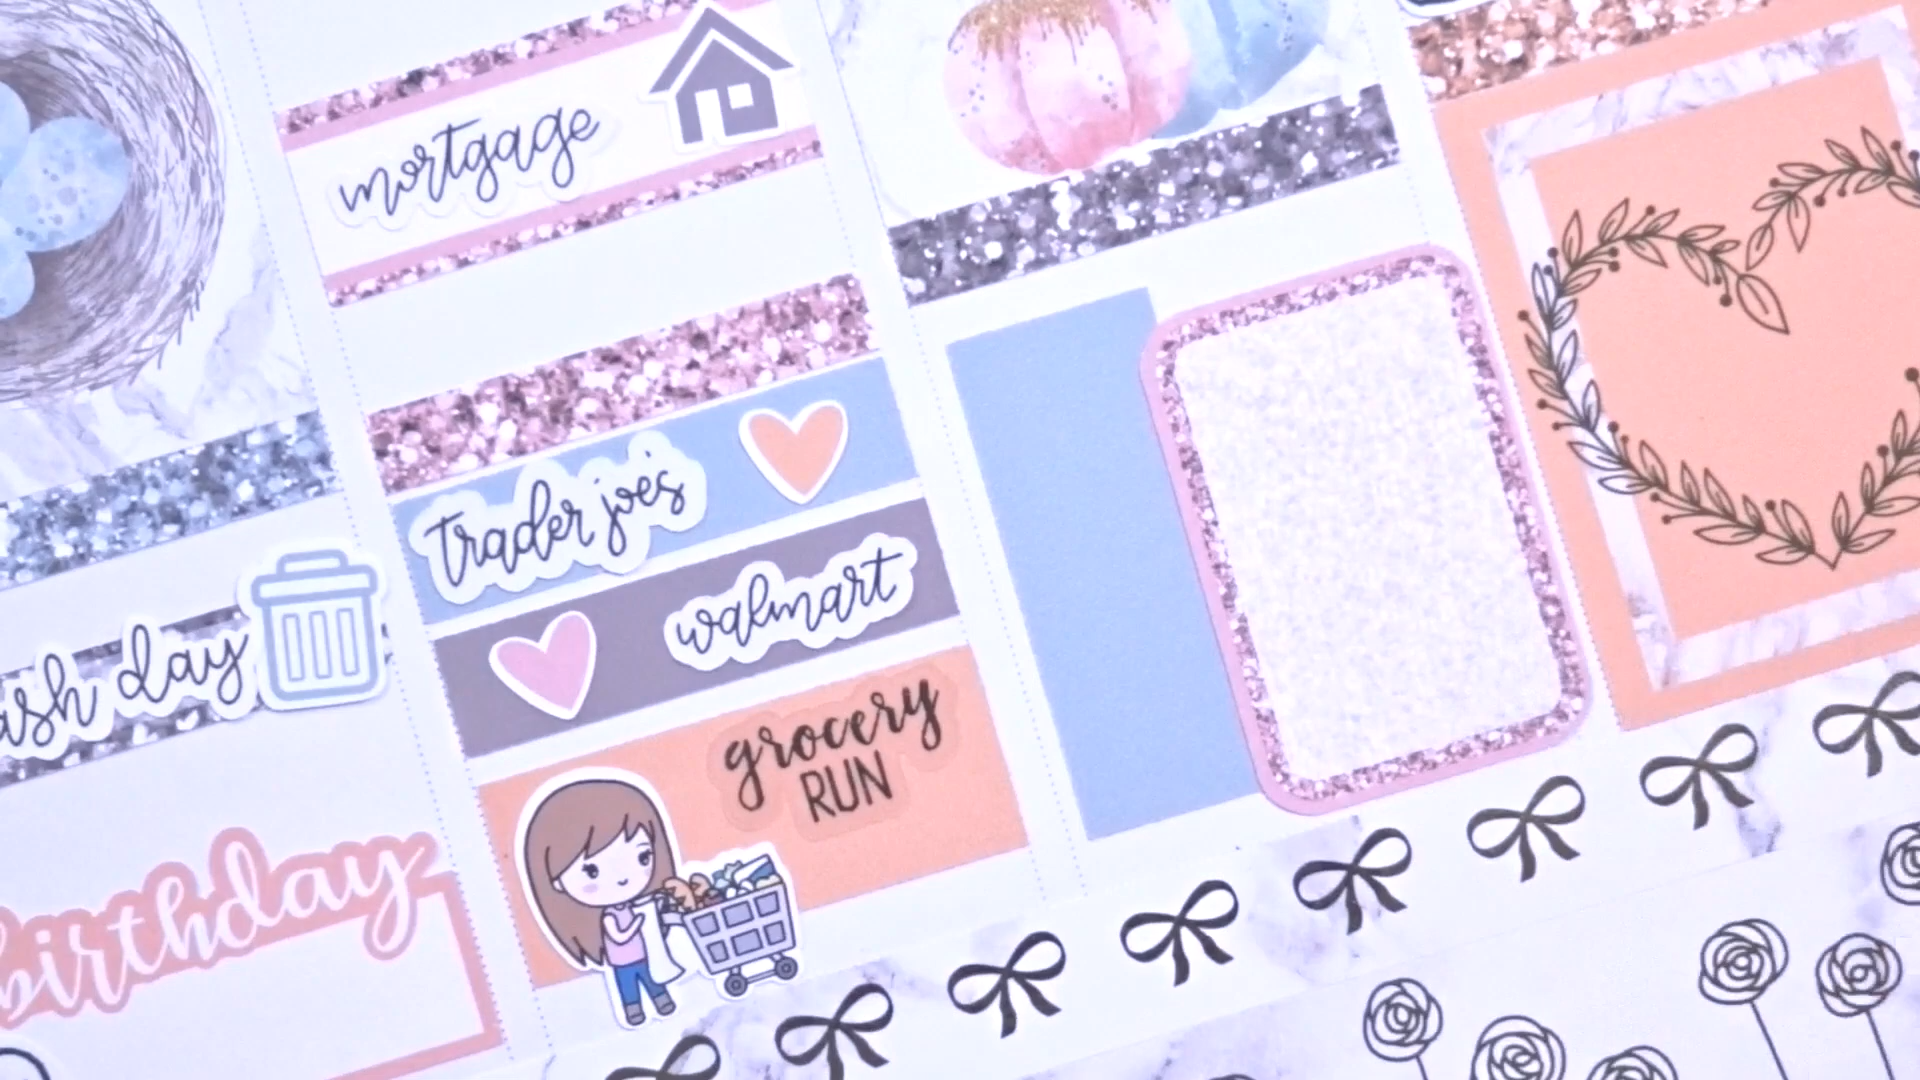 mortgage
trader joe's
walmart
grocery
RUN
ash day
birthday